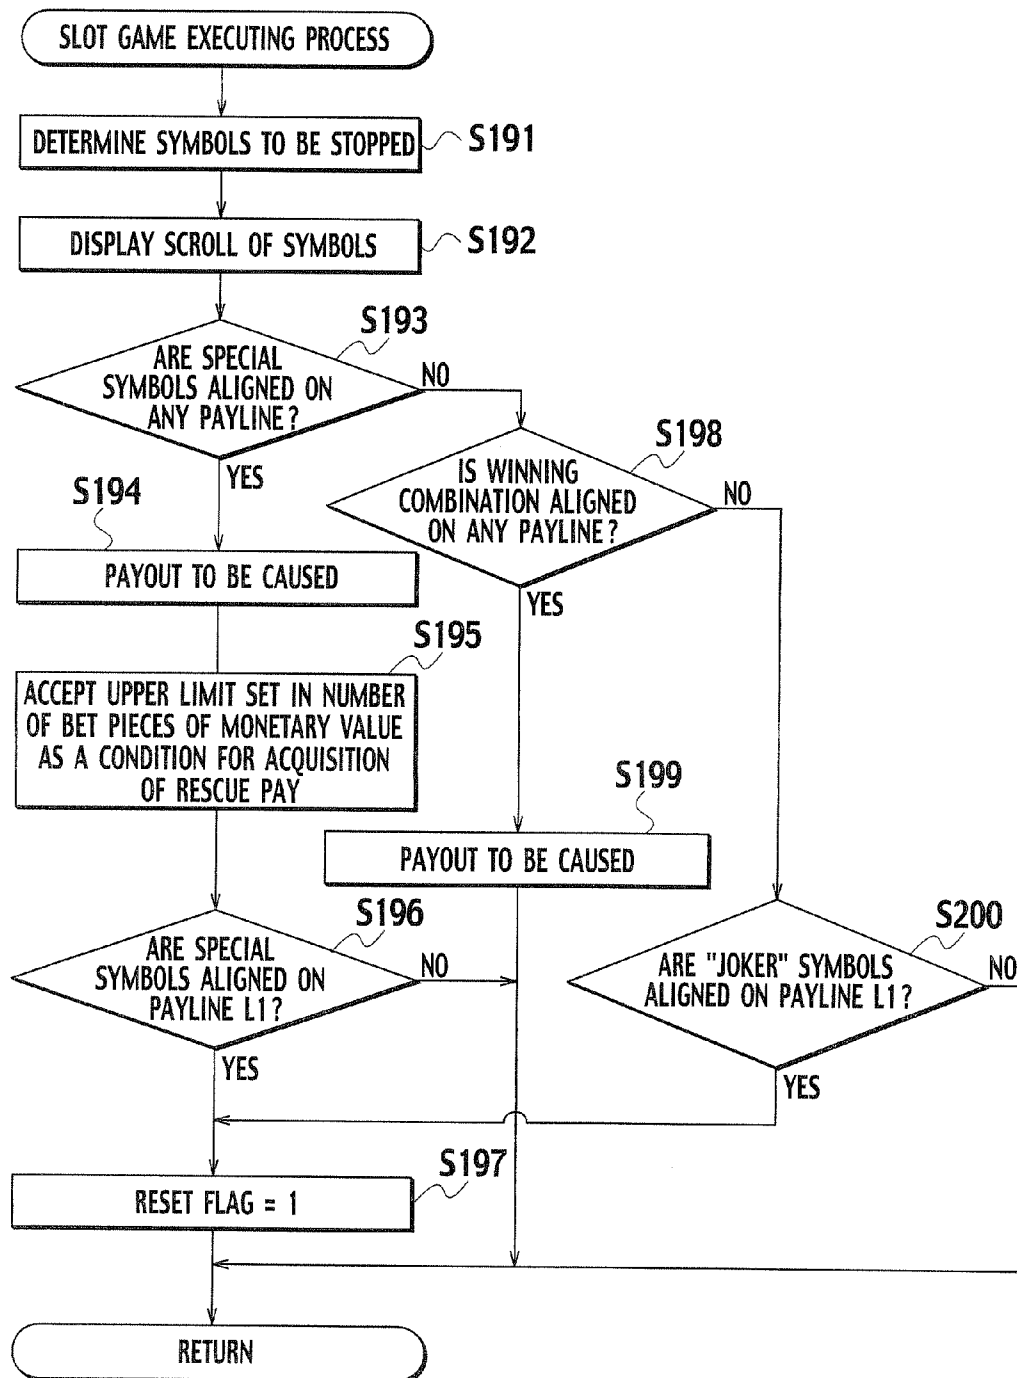 SLOT GAME EXECUTING PROCESS
DETERMINE SYMBOLS TO BE STOPPED
S191
DISPLAY SCROLL OF SYMBOLS
S192
S193
ARE SPECIAL
SYMBOLS ALIGNED ON
ANY PAYLINE?
NO
YES
S198
IS WINNING
COMBINATION ALIGNED
ON ANY PAYLINE?
NO
YES
S194
PAYOUT TO BE CAUSED
S195
ACCEPT UPPER LIMIT SET IN NUMBER
OF BET PIECES OF MONETARY VALUE
AS A CONDITION FOR ACQUISITION
OF RESCUE PAY
S199
PAYOUT TO BE CAUSED
S196
ARE SPECIAL
SYMBOLS ALIGNED ON
PAYLINE L1?
NO
YES
S200
ARE "JOKER" SYMBOLS
ALIGNED ON PAYLINE L1?
NO
YES
S197
RESET FLAG = 1
RETURN